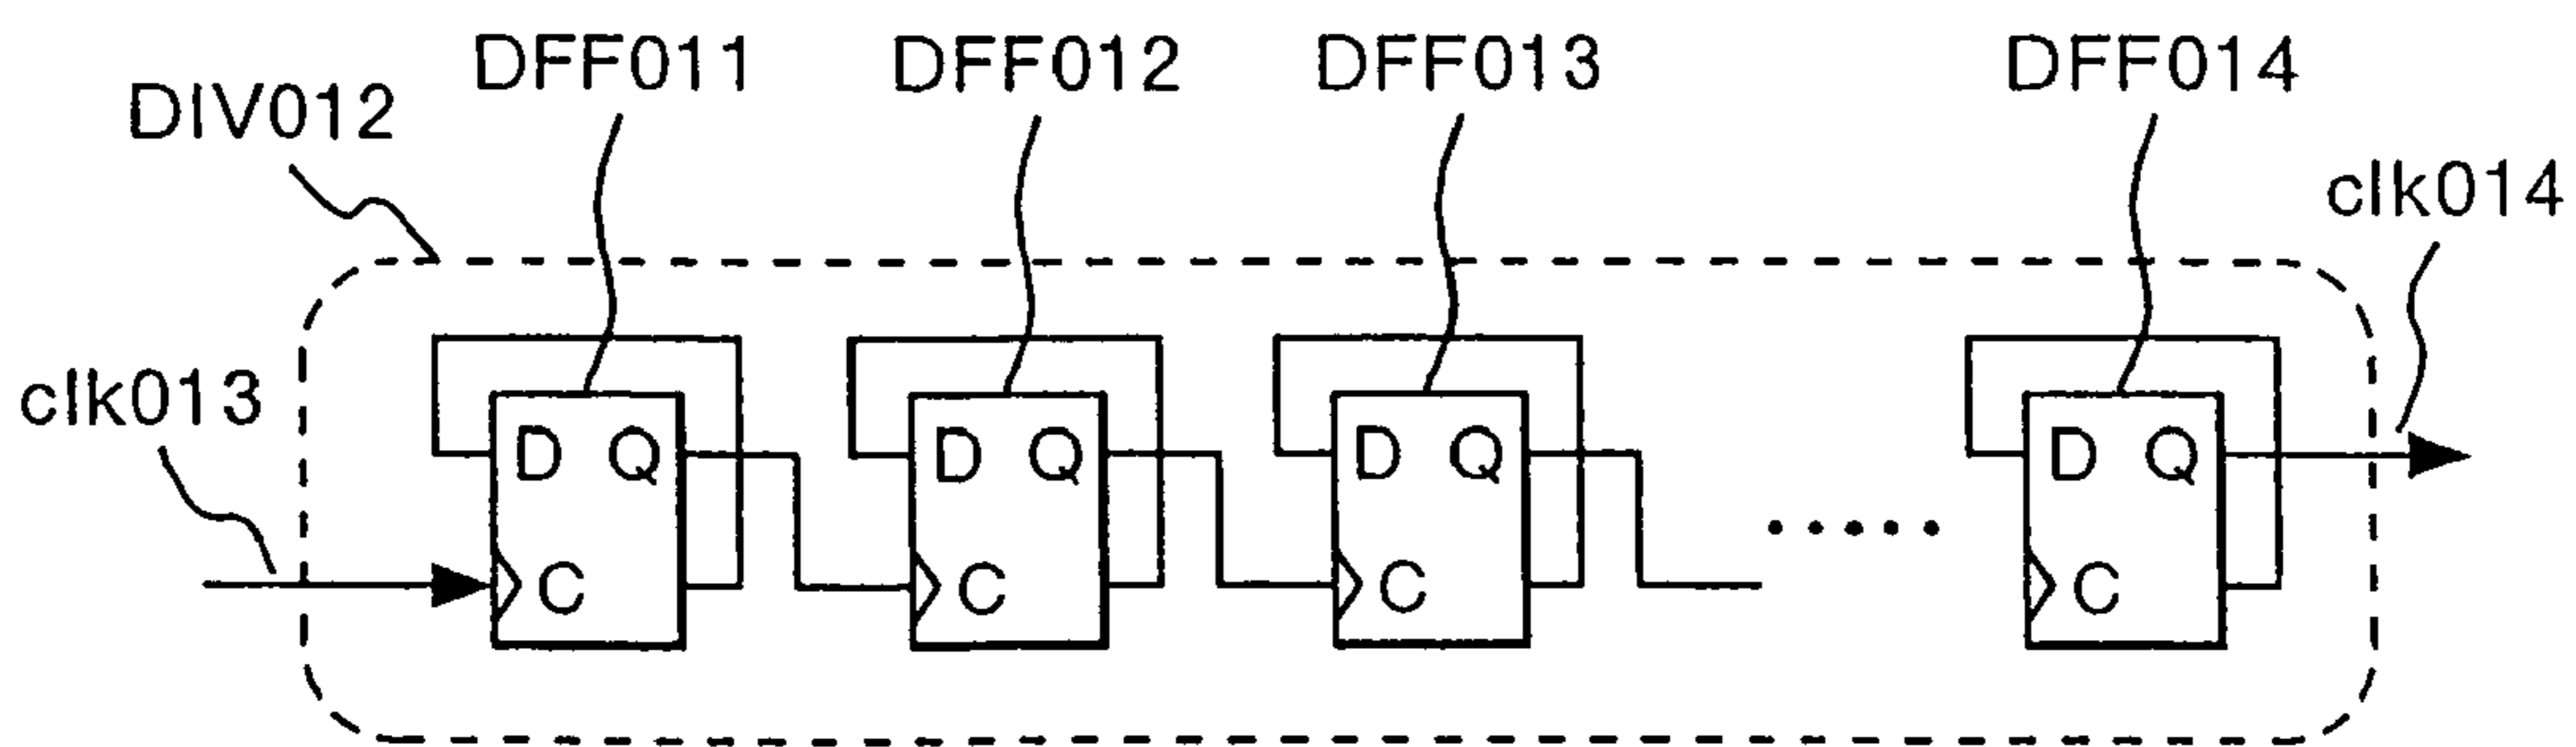 DIV012
DFF011
DFF012
DFF013
DFF014
clk014
clk013
D Q
C
D Q
C
D Q
C
D Q
C